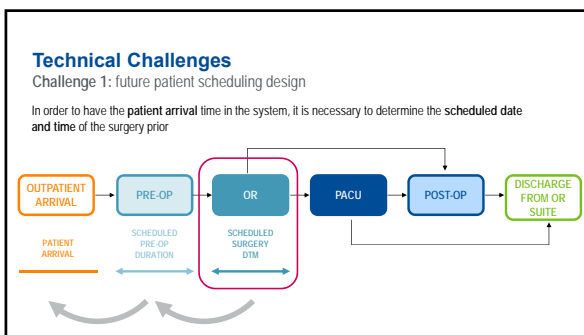 Technical Challenges
Challenge 1: future patient scheduling design
In order to have the patient arrival time in the system, it is necessary to determine the scheduled date
and time of the surgery prior
OUTPATIENT
ARRIVAL
PRE-OP
OR
PACU
POST-OP
DISCHARGE
FROM OR
SUITE
PATIENT
ARRIVAL
SCHEDULED
PRE-OP
DURATION
SCHEDULED
SURGERY
DTM